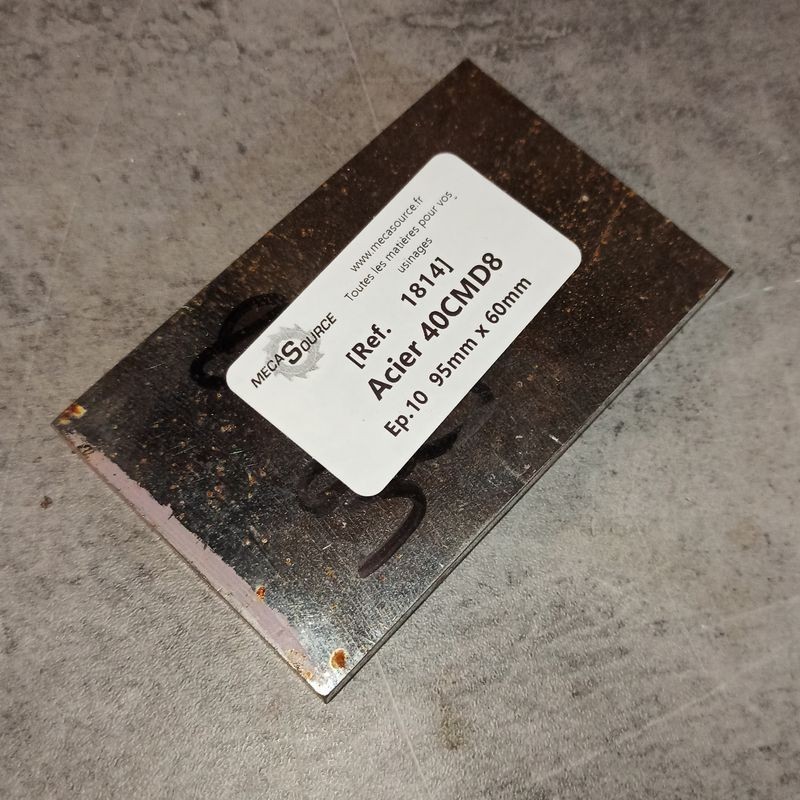 www.mecasource.fr
Toutes les matières pour vos
usinages
MECASOURCE
[Ref. 1814]
Acier 40CMD8
Ep.10 95mm x 60mm